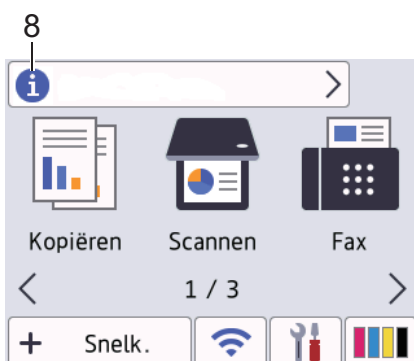 8
i
Kopiëren Scannen Fax
1 / 3
+ Snelk.